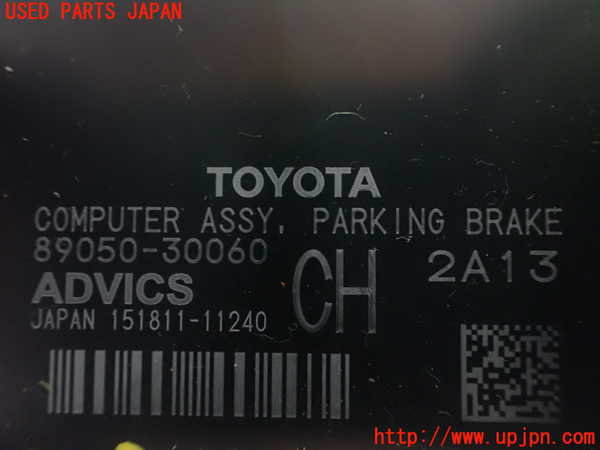 USED PARTS JAPAN
TOYOTA
COMPUTER ASSY, PARKING BRAKE
89050-30060
CH
2A13
ADVICS
JAPAN 151811-11240
http://www.upjpn.com/